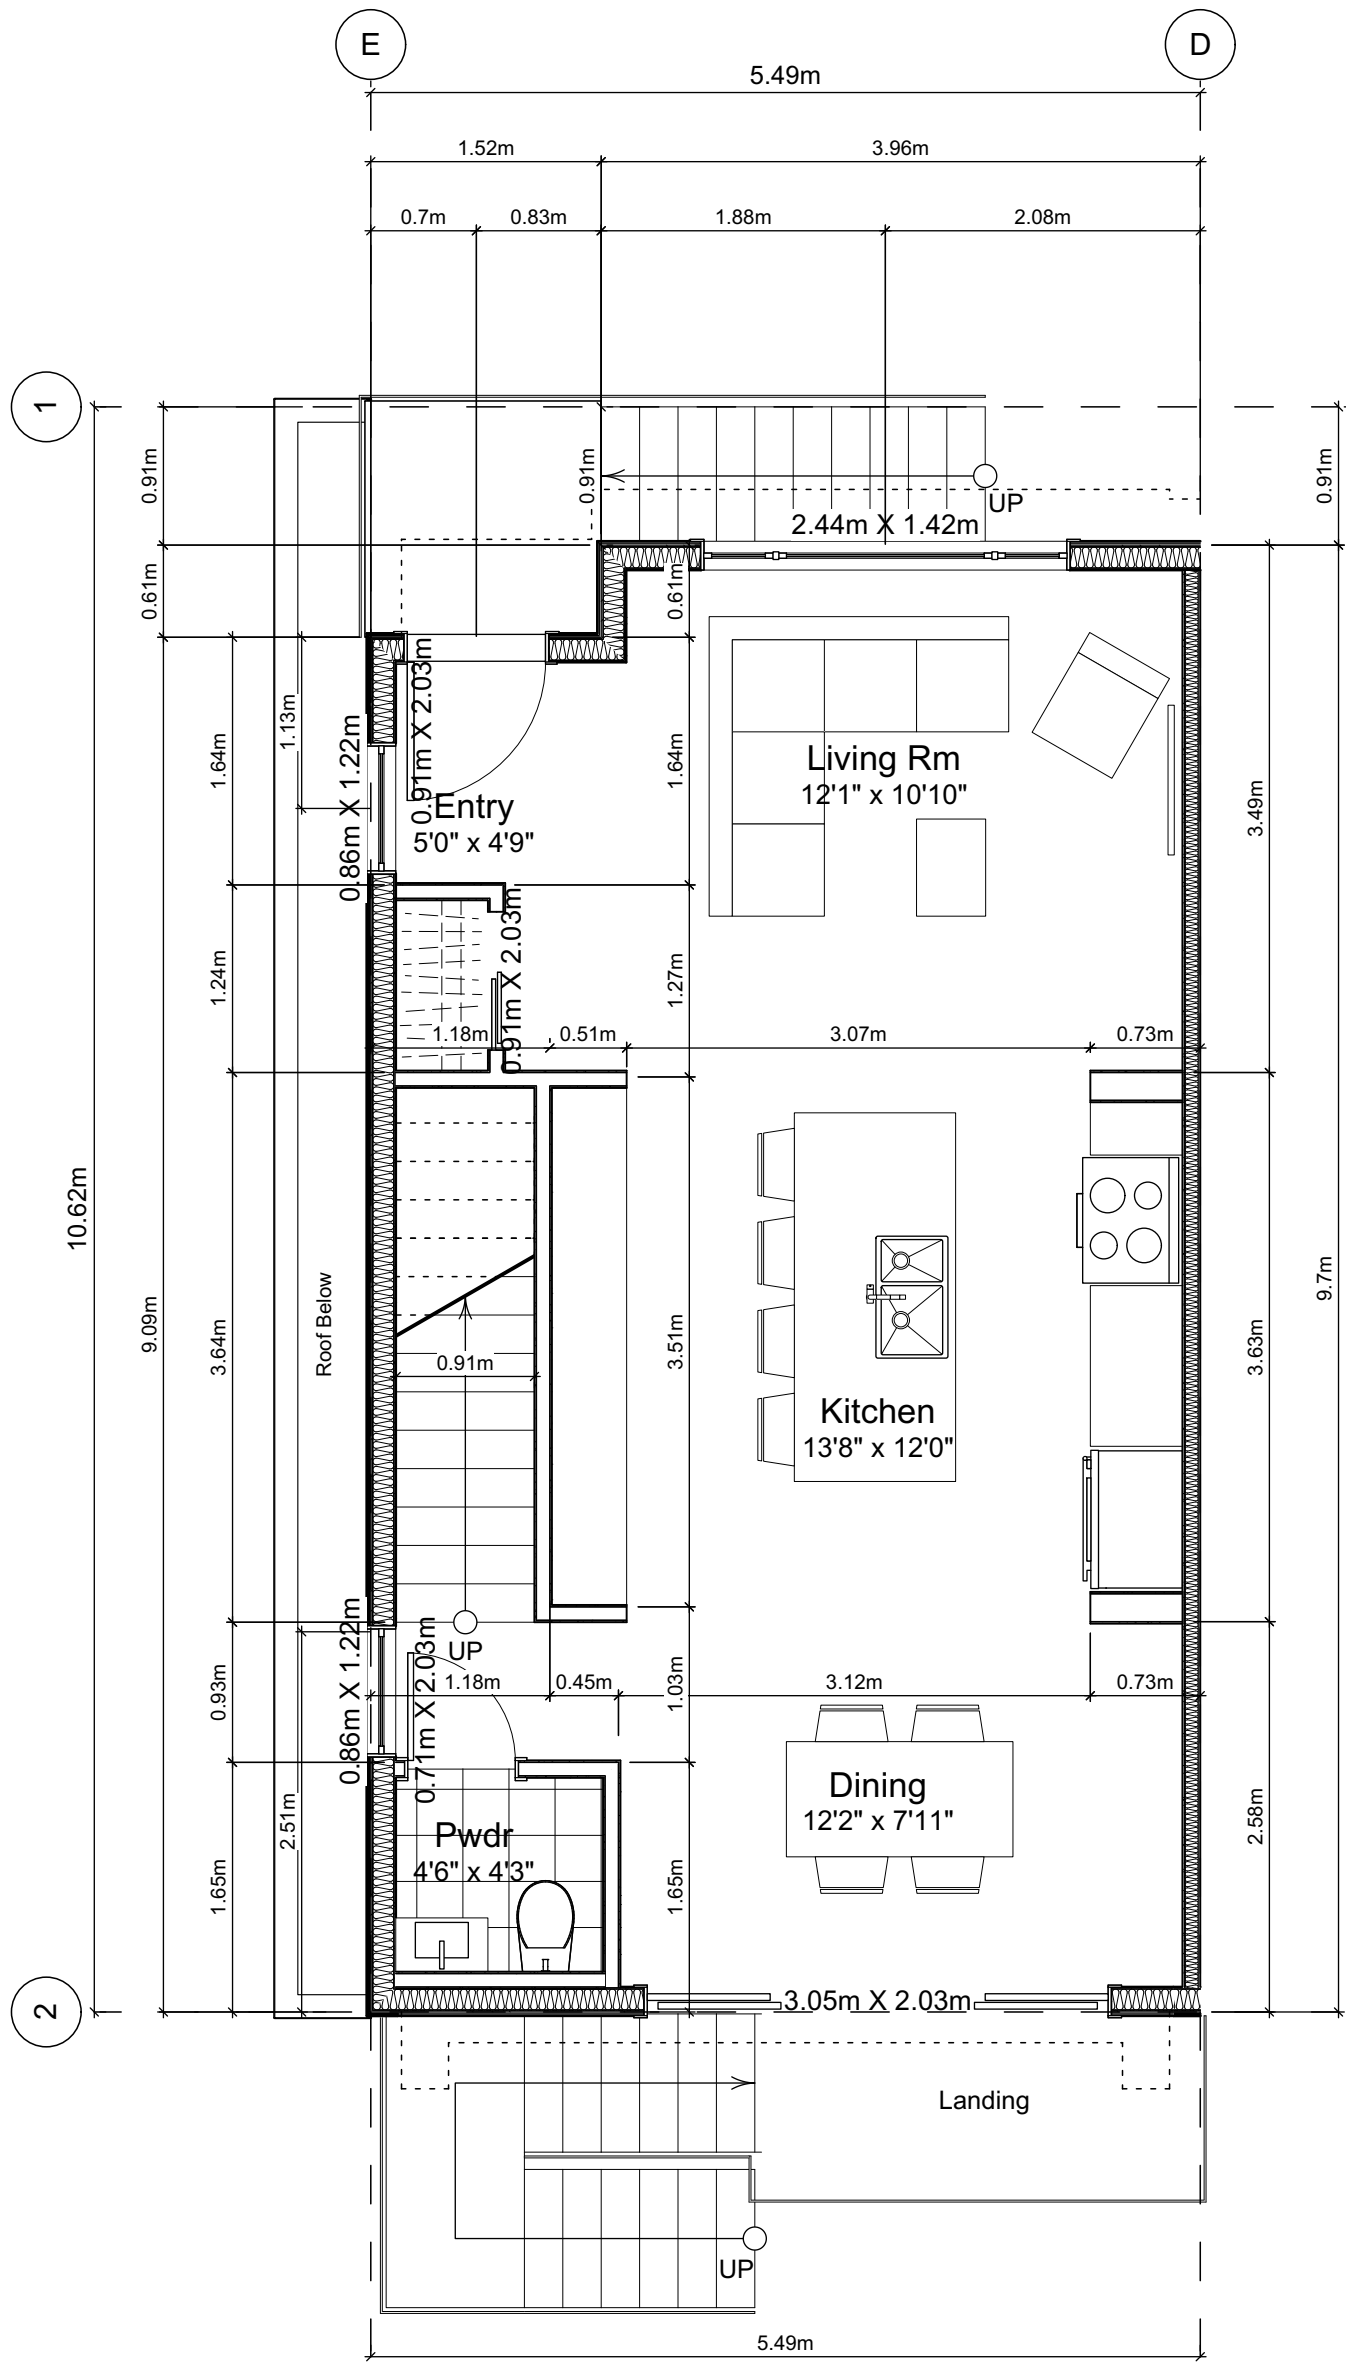 E
D
5.49m
1.52m
3.96m
0.7m
0.83m
1.88m
2.08m
1
0.91m
0.91m
0.91m
UP
2.44m X 1.42m
0.61m
0.61m
0.91m X 2.03m
1.13m
1.64m
0.86m X 1.22m
1.64m
Living Rm
12'1" x 10'10"
3.49m
Entry
5'0" x 4'9"
0.91m X 2.03m
1.24m
1.27m
1.18m
0.51m
3.07m
0.73m
10.62m
9.09m
3.64m
Roof Below
0.91m
3.51m
3.63m
9.7m
Kitchen
13'8" x 12'0"
0.86m X 1.22m
UP
0.71m X 2.03m
0.93m
1.18m
0.45m
1.03m
3.12m
0.73m
2.51m
1.65m
Pwdr
4'6" x 4'3"
1.65m
Dining
12'2" x 7'11"
2.58m
2
3.05m X 2.03m
Landing
UP
5.49m